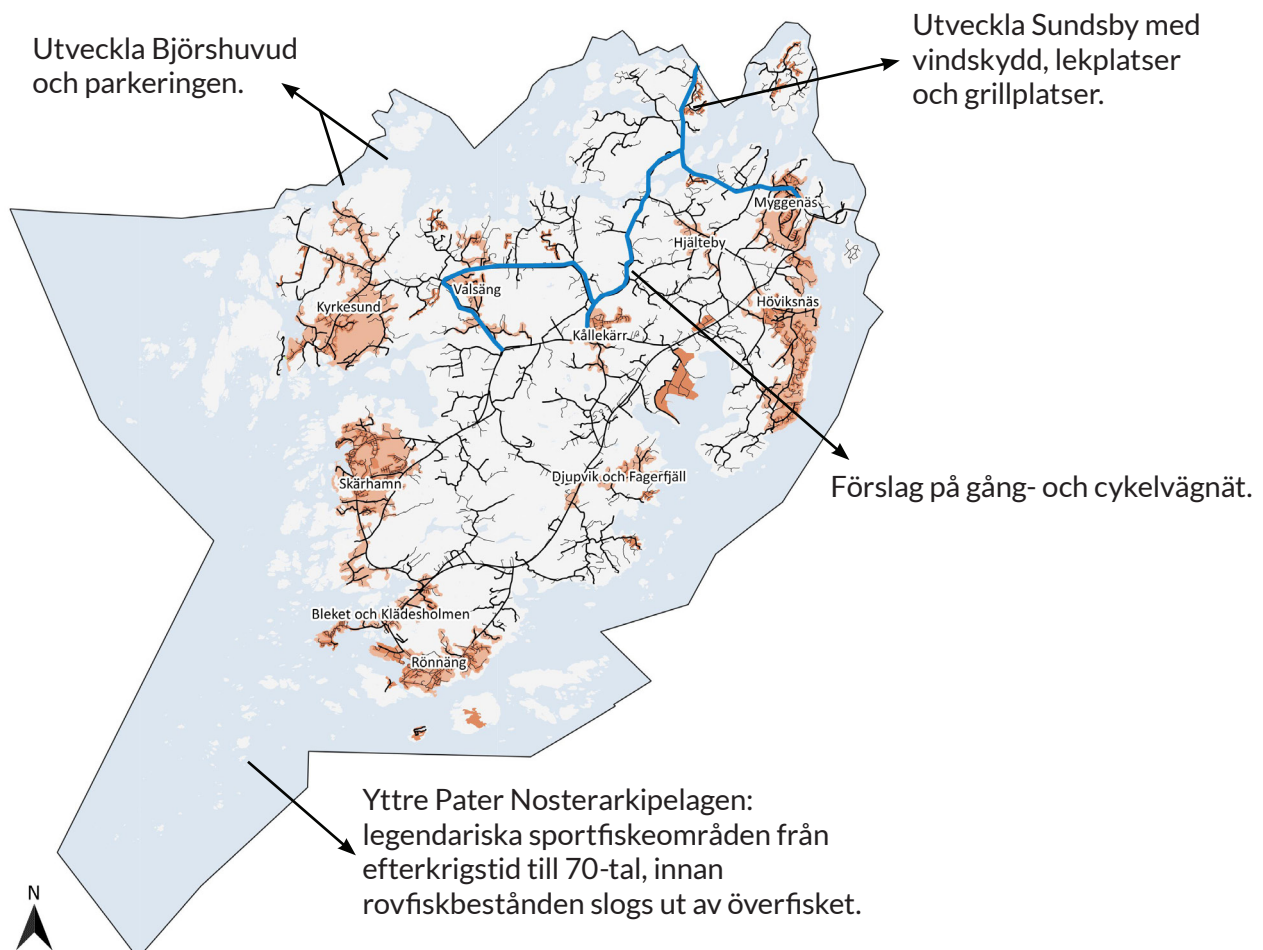 Utveckla Björshuvud
och parkeringen.
Utveckla Sundsby med
vindskydd, lekplatser
och grillplatser.
Myggenäs
Hjälteby
Valsäng
Höviksnäs
Kyrkesund
Kållekärr
Djupvik och Fagerfjäll
Skärhamn
Förslag på gång- och cykelvägnät.
Bleket och Klädesholmen
Rönnäng
Yttre Pater Nosterarkipelagen:
legendariska sportfiskeområden från
efterkrigstid till 70-tal, innan
rovfiskbestånden slogs ut av överfisket.
N